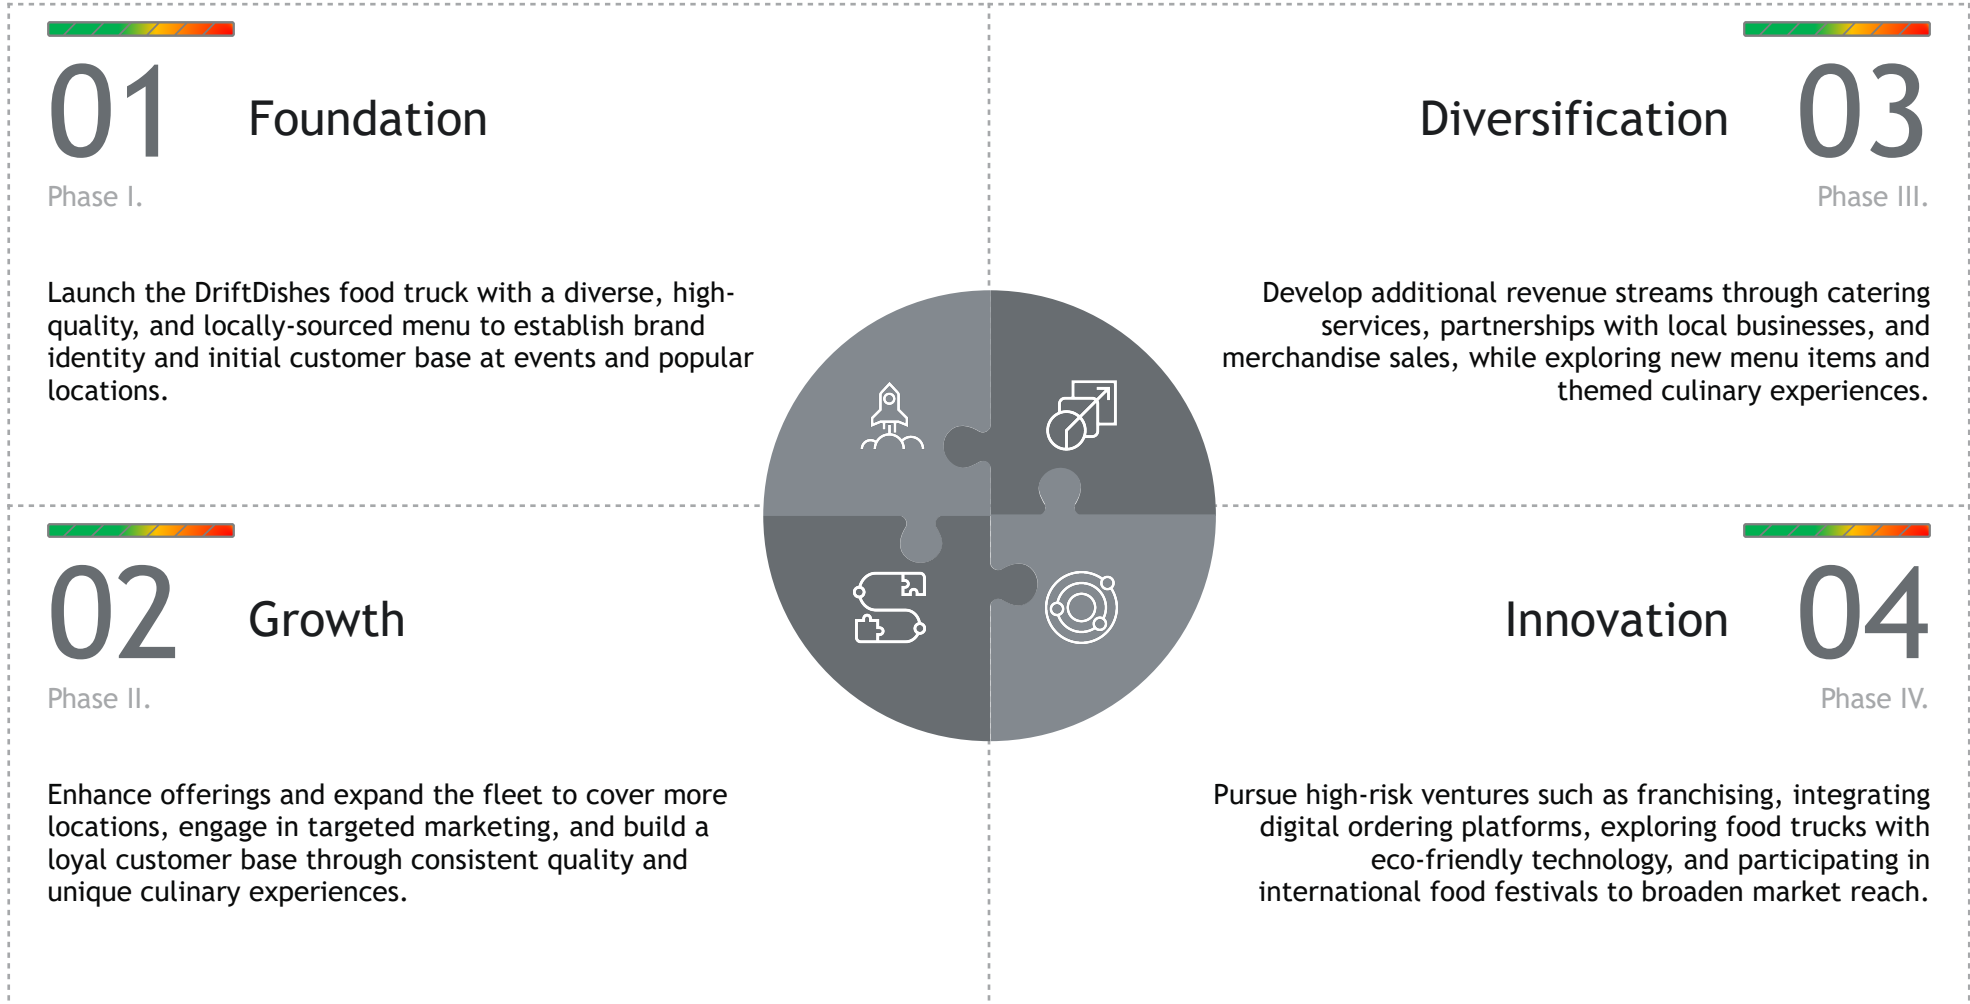 01
Foundation
Phase I.
Launch the DriftDishes food truck with a diverse, high-
quality, and locally-sourced menu to establish brand
identity and initial customer base at events and popular
locations.
02
Growth
Phase II.
Enhance offerings and expand the fleet to cover more
locations, engage in targeted marketing, and build a
loyal customer base through consistent quality and
unique culinary experiences.
Diversification
03
Phase III.
Develop additional revenue streams through catering
services, partnerships with local businesses, and
merchandise sales, while exploring new menu items and
themed culinary experiences.
Innovation
04
Phase IV.
Pursue high-risk ventures such as franchising, integrating
digital ordering platforms, exploring food trucks with
eco-friendly technology, and participating in
international food festivals to broaden market reach.